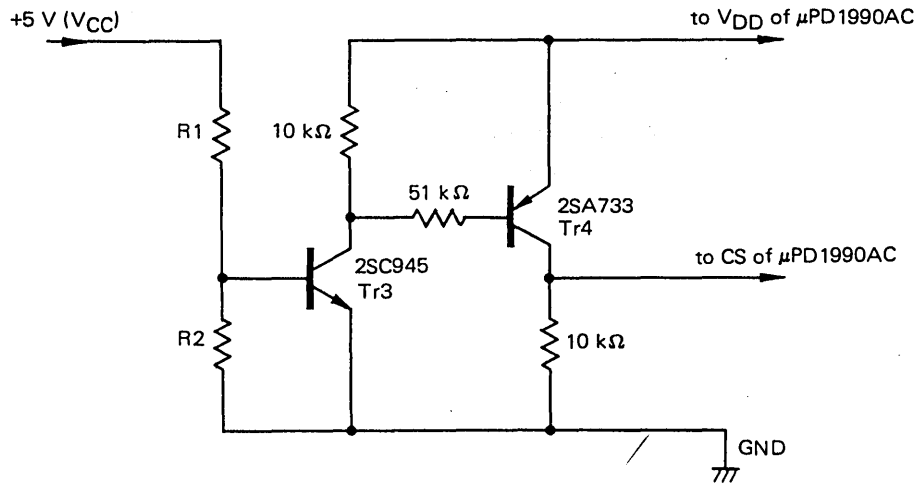 +5 V (VCC)
to VDD of μPD1990AC
R1
10 kΩ
51 kΩ
2SA733
Tr4
to CS of μPD1990AC
2SC945
Tr3
R2
10 kΩ
GND